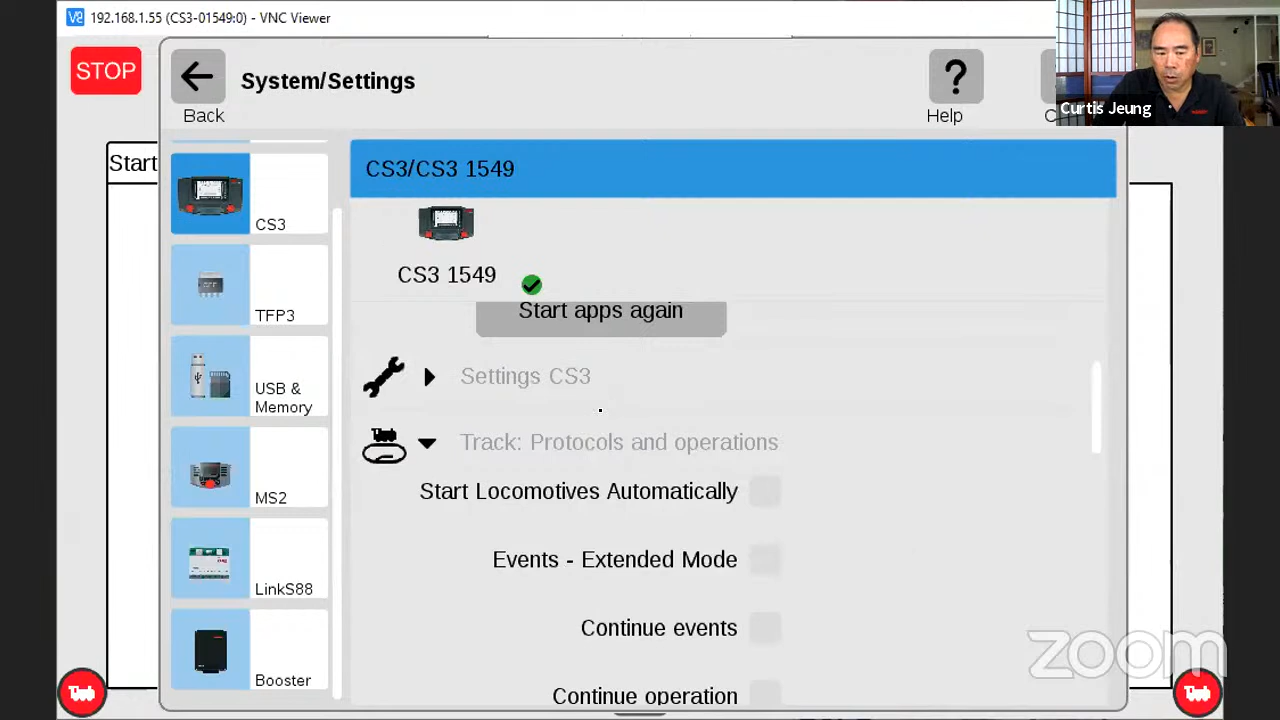 192.168.1.55 (CS3-01549:0) - VNC Viewer
STOP
System/Settings
Back
Help
Curtis Jeung
Start
CS3/CS3 1549
CS3
CS3 1549
Start apps again
TFP3
Settings CS3
USB &
Memory
Track: Protocols and operations
MS2
Start Locomotives Automatically
Events - Extended Mode
LinkS88
Continue events
zoom
Booster
Continue operation